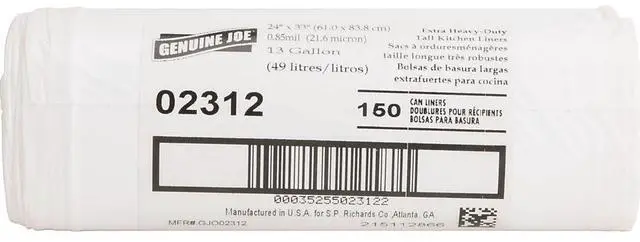 GENUINE JOE
24" x 33" (61.0 x 83.8 cm)
0.85mil (21.6 micron)
13 Gallon
(49 litres/litros)
Extra Heavy-Duty
Tall Kitchen Liners
Sacs à orduresménagères
taille longue très robustes
Bolsas de basura largas
extrafuertes para cocina
02312
150
CAN LINERS
DOUBLURES POUR RÉCIPIENTS
BOLSAS PARA BASURA
00035255023122
Manufactured in U.S.A. for S.P. Richards Co. Atlanta, GA
MFR#.GJO02312
215112866